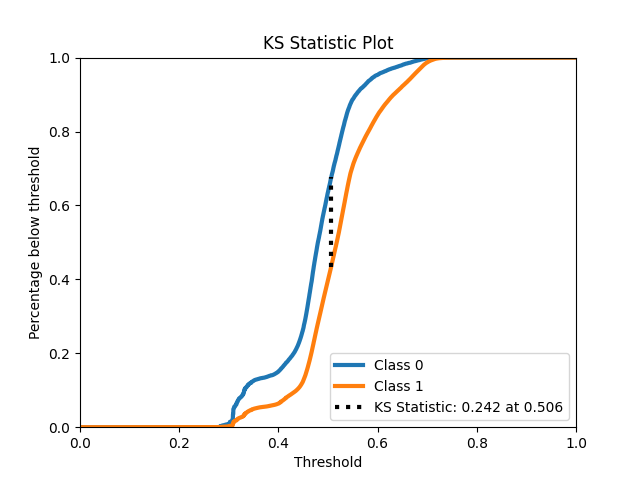 KS Statistic Plot
Percentage below threshold
1.0
0.8
0.6
0.4
0.2
0.0
0.0 0.2 0.4 0.6 0.8 1.0
Threshold
Class 0
Class 1
KS Statistic: 0.242 at 0.506